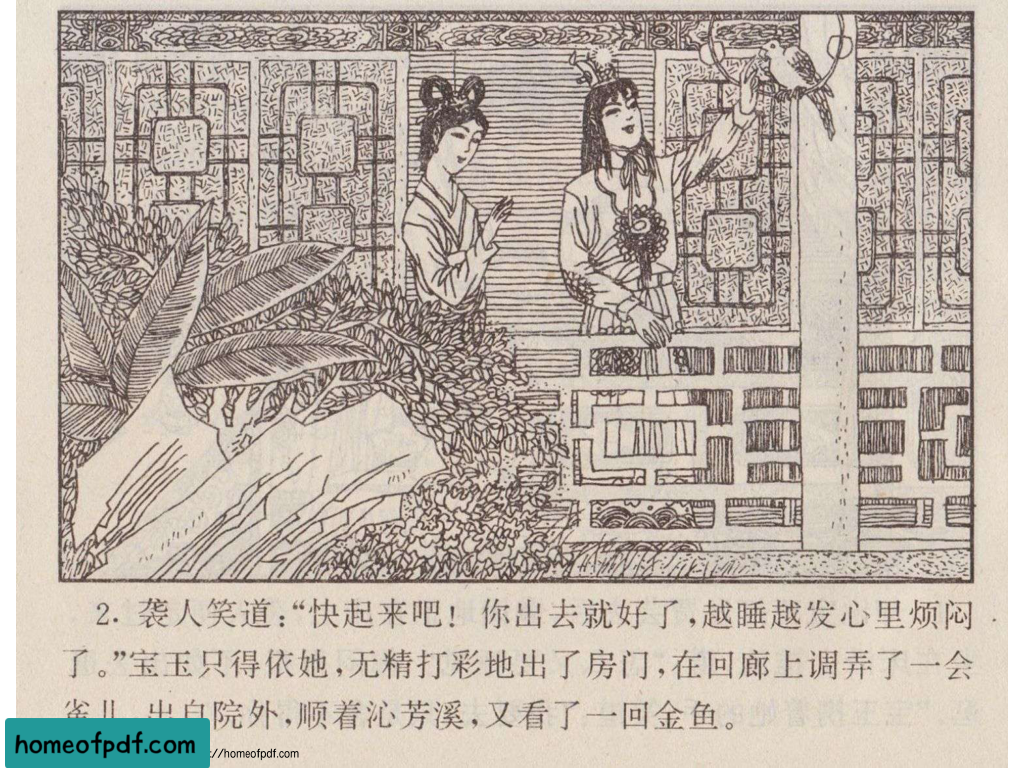 2. 袭人笑道：“快起来吧！你出去就好了，越睡越发心里烦闷
了。”宝玉只得依她，无精打彩地出了房门，在回廊上调弄了一会
雀儿，出自院外，顺着沁芳溪，又看了一回金鱼。
homeofpdf.com
://homeofpdf.com